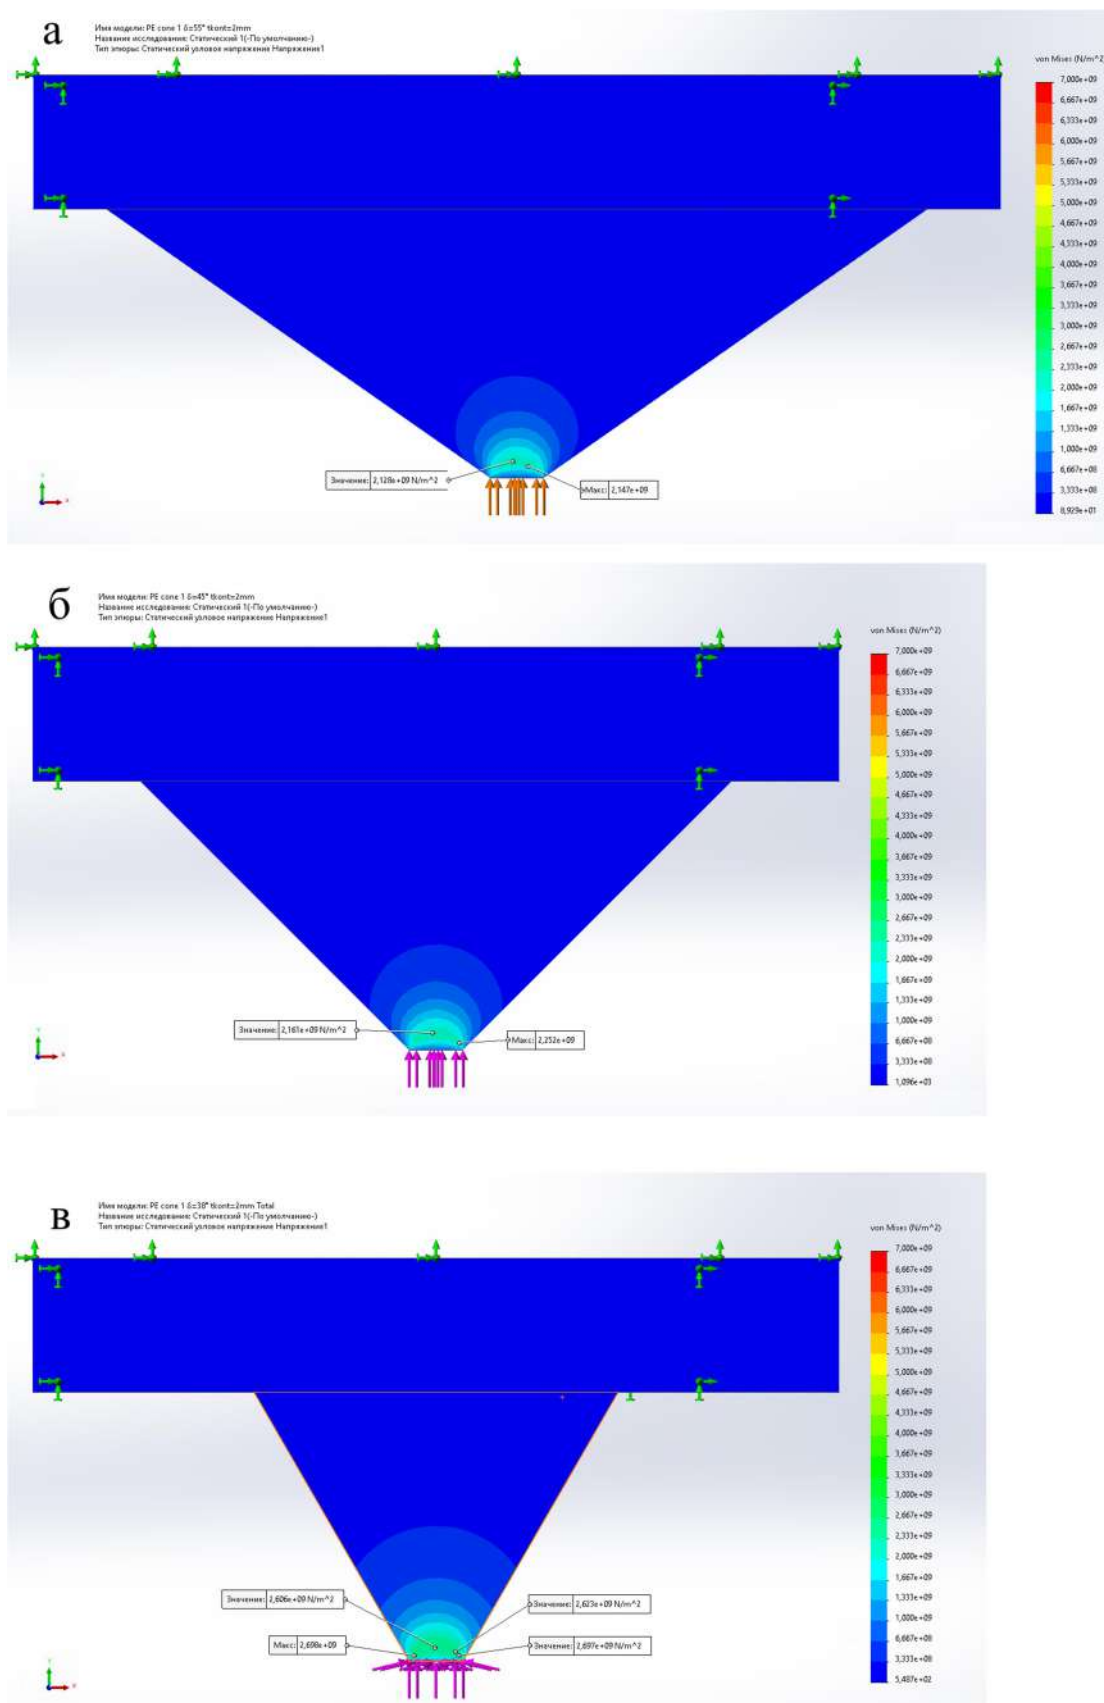 а
Имя модели: PE cone 1 δ=55° tkont=2mm
Название исследования: Статический 1(-По умолчанию-)
Тип эпюры: Статический узловое напряжение Напряжение1
von Mises (N/m^2)
7,000e+09
6,667e+09
6,333e+09
6,000e+09
5,667e+09
5,333e+09
5,000e+09
4,667e+09
4,333e+09
4,000e+09
3,667e+09
3,333e+09
3,000e+09
2,667e+09
2,333e+09
2,000e+09
1,667e+09
1,333e+09
1,000e+09
6,667e+08
3,333e+08
8,929e+01
Значение: 2,128e+09 N/m^2
Макс: 2,147e+09
б
Имя модели: PE cone 1 δ=45° tkont=2mm
Название исследования: Статический 1(-По умолчанию-)
Тип эпюры: Статический узловое напряжение Напряжение1
von Mises (N/m^2)
7,000e+09
6,667e+09
6,333e+09
6,000e+09
5,667e+09
5,333e+09
5,000e+09
4,667e+09
4,333e+09
4,000e+09
3,667e+09
3,333e+09
3,000e+09
2,667e+09
2,333e+09
2,000e+09
1,667e+09
1,333e+09
1,000e+09
6,667e+08
3,333e+08
1,096e+03
Значение: 2,161e+09 N/m^2
Макс: 2,252e+09
в
Имя модели: PE cone 1 δ=30° tkont=2mm Total
Название исследования: Статический 1(-По умолчанию-)
Тип эпюры: Статический узловое напряжение Напряжение1
von Mises (N/m^2)
7,000e+09
6,667e+09
6,333e+09
6,000e+09
5,667e+09
5,333e+09
5,000e+09
4,667e+09
4,333e+09
4,000e+09
3,667e+09
3,333e+09
3,000e+09
2,667e+09
2,333e+09
2,000e+09
1,667e+09
1,333e+09
1,000e+09
6,667e+08
3,333e+08
5,487e+02
Значение: 2,606e+09 N/m^2
Значение: 2,623e+09 N/m^2
Макс: 2,698e+09
Значение: 2,697e+09 N/m^2